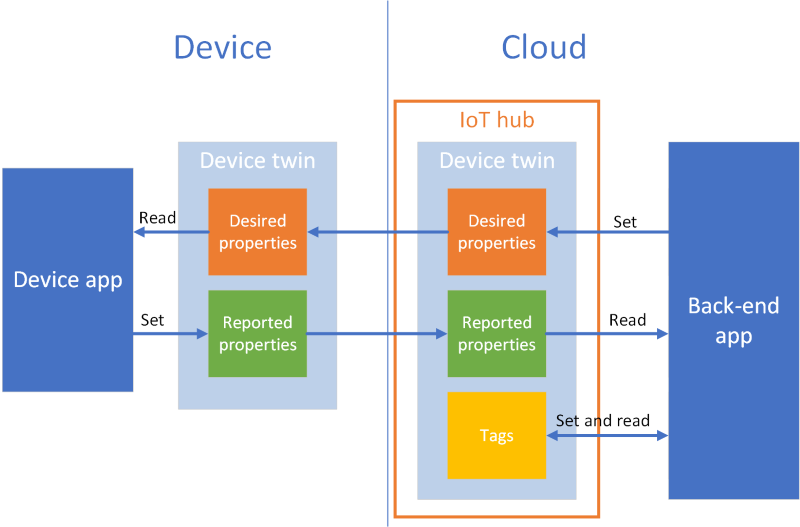 Device
Cloud
IoT hub
Device twin
Device twin
Device app
Read
Desired
properties
Desired
properties
Set
Set
Reported
properties
Reported
properties
Read
Back-end
app
Tags
Set and read